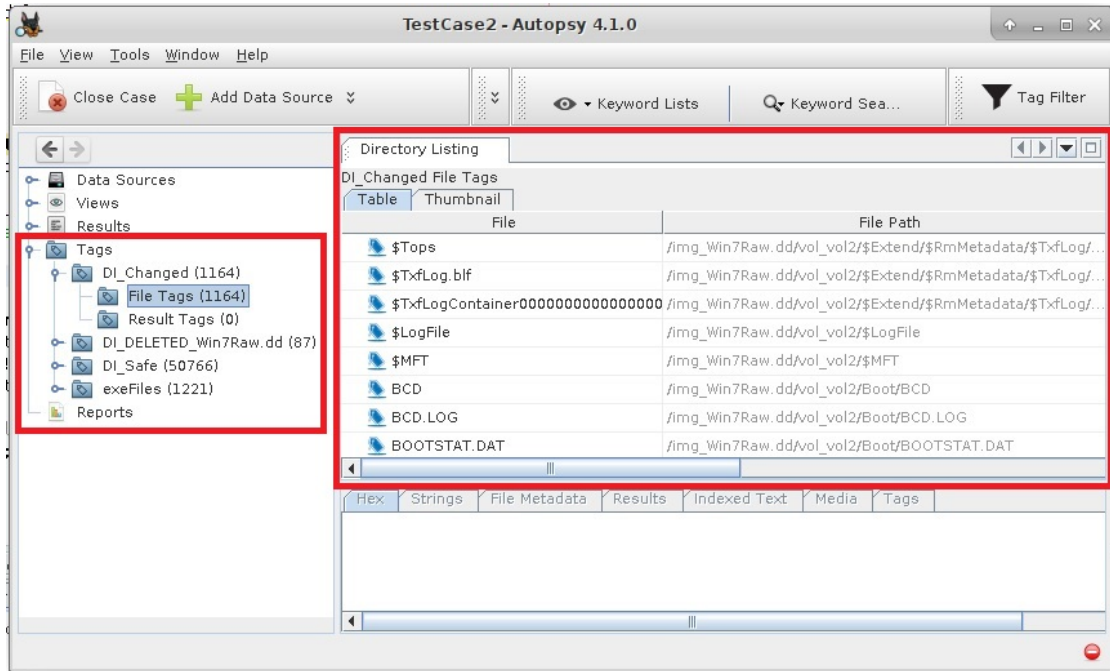 TestCase2 - Autopsy 4.1.0
File View Tools Window Help
Close Case Add Data Source Keyword Lists Keyword Sea... Tag Filter
Data Sources
Views
Results
Tags
DI_Changed (1164)
File Tags (1164)
Result Tags (0)
DI_DELETED_Win7Raw.dd (87)
DI_Safe (50766)
exeFiles (1221)
Reports
Directory Listing
DI_Changed File Tags
Table Thumbnail
File File Path
$Tops /img_Win7Raw.dd/vol_vol2/$Extend/$RmMetadata/$TxfLog/...
$TxfLog.blf /img_Win7Raw.dd/vol_vol2/$Extend/$RmMetadata/$TxfLog/...
$TxfLogContainer0000000000000000 /img_Win7Raw.dd/vol_vol2/$Extend/$RmMetadata/$TxfLog/...
$LogFile /img_Win7Raw.dd/vol_vol2/$LogFile
$MFT /img_Win7Raw.dd/vol_vol2/$MFT
BCD /img_Win7Raw.dd/vol_vol2/Boot/BCD
BCD.LOG /img_Win7Raw.dd/vol_vol2/Boot/BCD.LOG
BOOTSTAT.DAT /img_Win7Raw.dd/vol_vol2/Boot/BOOTSTAT.DAT
Hex Strings File Metadata Results Indexed Text Media Tags